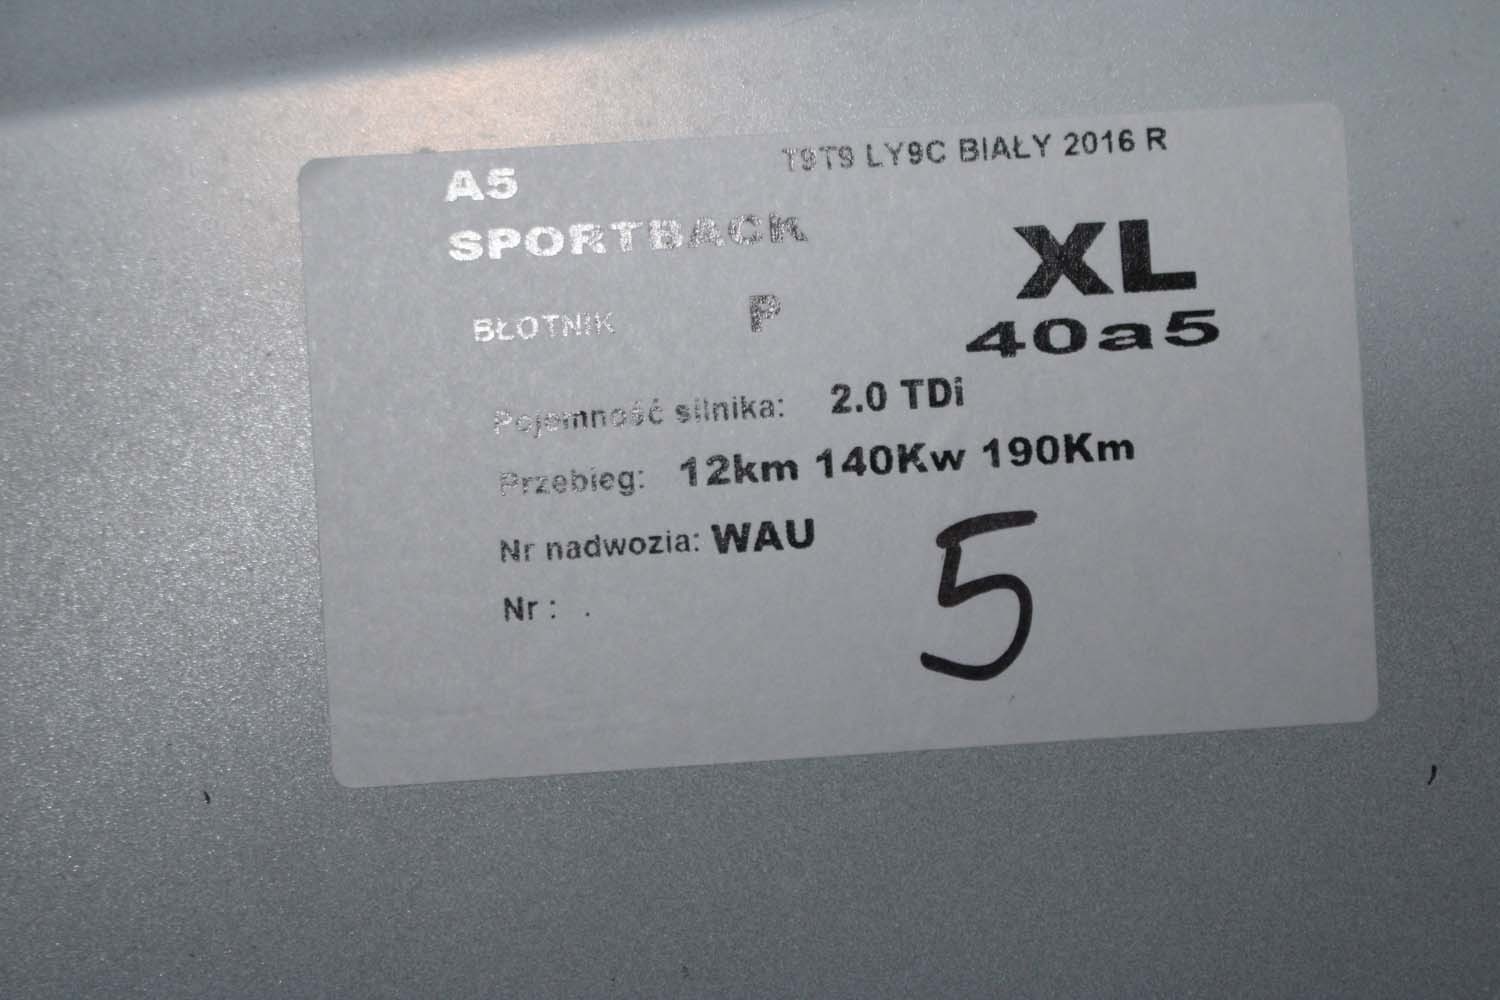 T9T9 LY9C BIAŁY 2016 R
A5
SPORTBACK
XL
BŁOTNIK P
40a5
Pojemność silnika: 2.0 TDi
Przebieg: 12km 140Kw 190Km
Nr nadwozia: WAU
Nr : .
5